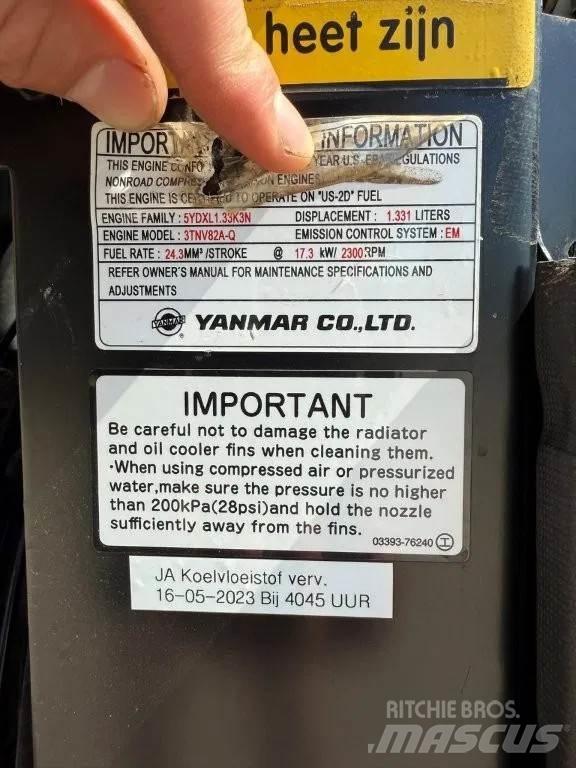 heet zijn
IMPOR INFORMATION
THIS ENGINE CONFO YEAR U.S. EPA REGULATIONS
NONROAD COMPRES ON ENGINES
THIS ENGINE IS CE TO OPERATE ON "US-2D" FUEL
ENGINE FAMILY : 5YDXL1.33K3N DISPLACEMENT : 1.331 LITERS
ENGINE MODEL : 3TNV82A-Q EMISSION CONTROL SYSTEM : EM
FUEL RATE : 24.3MM³ /STROKE @ 17.3 kW/ 2300RPM
REFER OWNER'S MANUAL FOR MAINTENANCE SPECIFICATIONS AND
ADJUSTMENTS
YANMAR YANMAR CO.,LTD.
IMPORTANT
Be careful not to damage the radiator
and oil cooler fins when cleaning them.
·When using compressed air or pressurized
water,make sure the pressure is no higher
than 200kPa(28psi)and hold the nozzle
sufficiently away from the fins.
03393-76240
JA Koelvloeistof verv.
16-05-2023 Bij 4045 UUR
RITCHIE BROS.
MASCUS